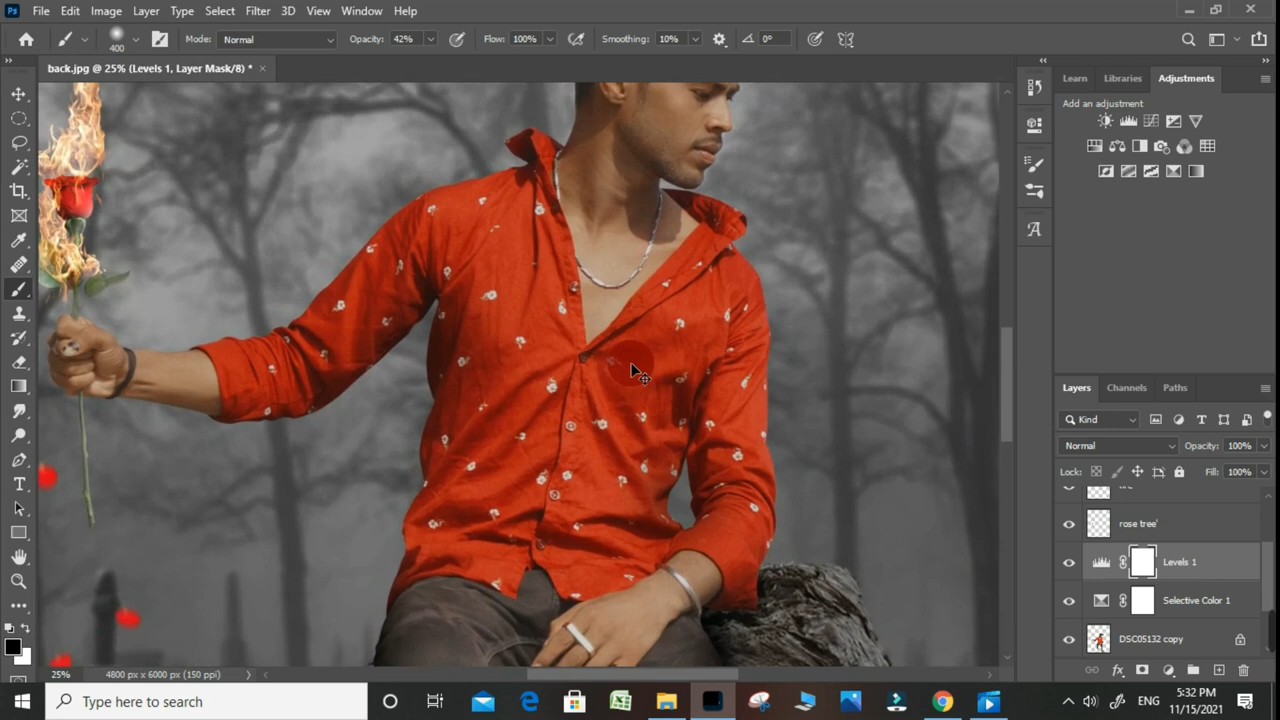 Ps File Edit Image Layer Type Select Filter 3D View Window Help
400 Mode: Normal Opacity: 42% Flow: 100% Smoothing: 10% 0°
back.jpg @ 25% (Levels 1, Layer Mask/8) * ×
Learn Libraries Adjustments
Add an adjustment
A
Layers Channels Paths
Kind
Normal Opacity: 100%
Lock: Fill: 100%
rose tree'
Levels 1
Selective Color 1
DSC05132 copy
25% 4800 px x 6000 px (150 ppi)
Type here to search
ENG
5:32 PM
11/15/2021